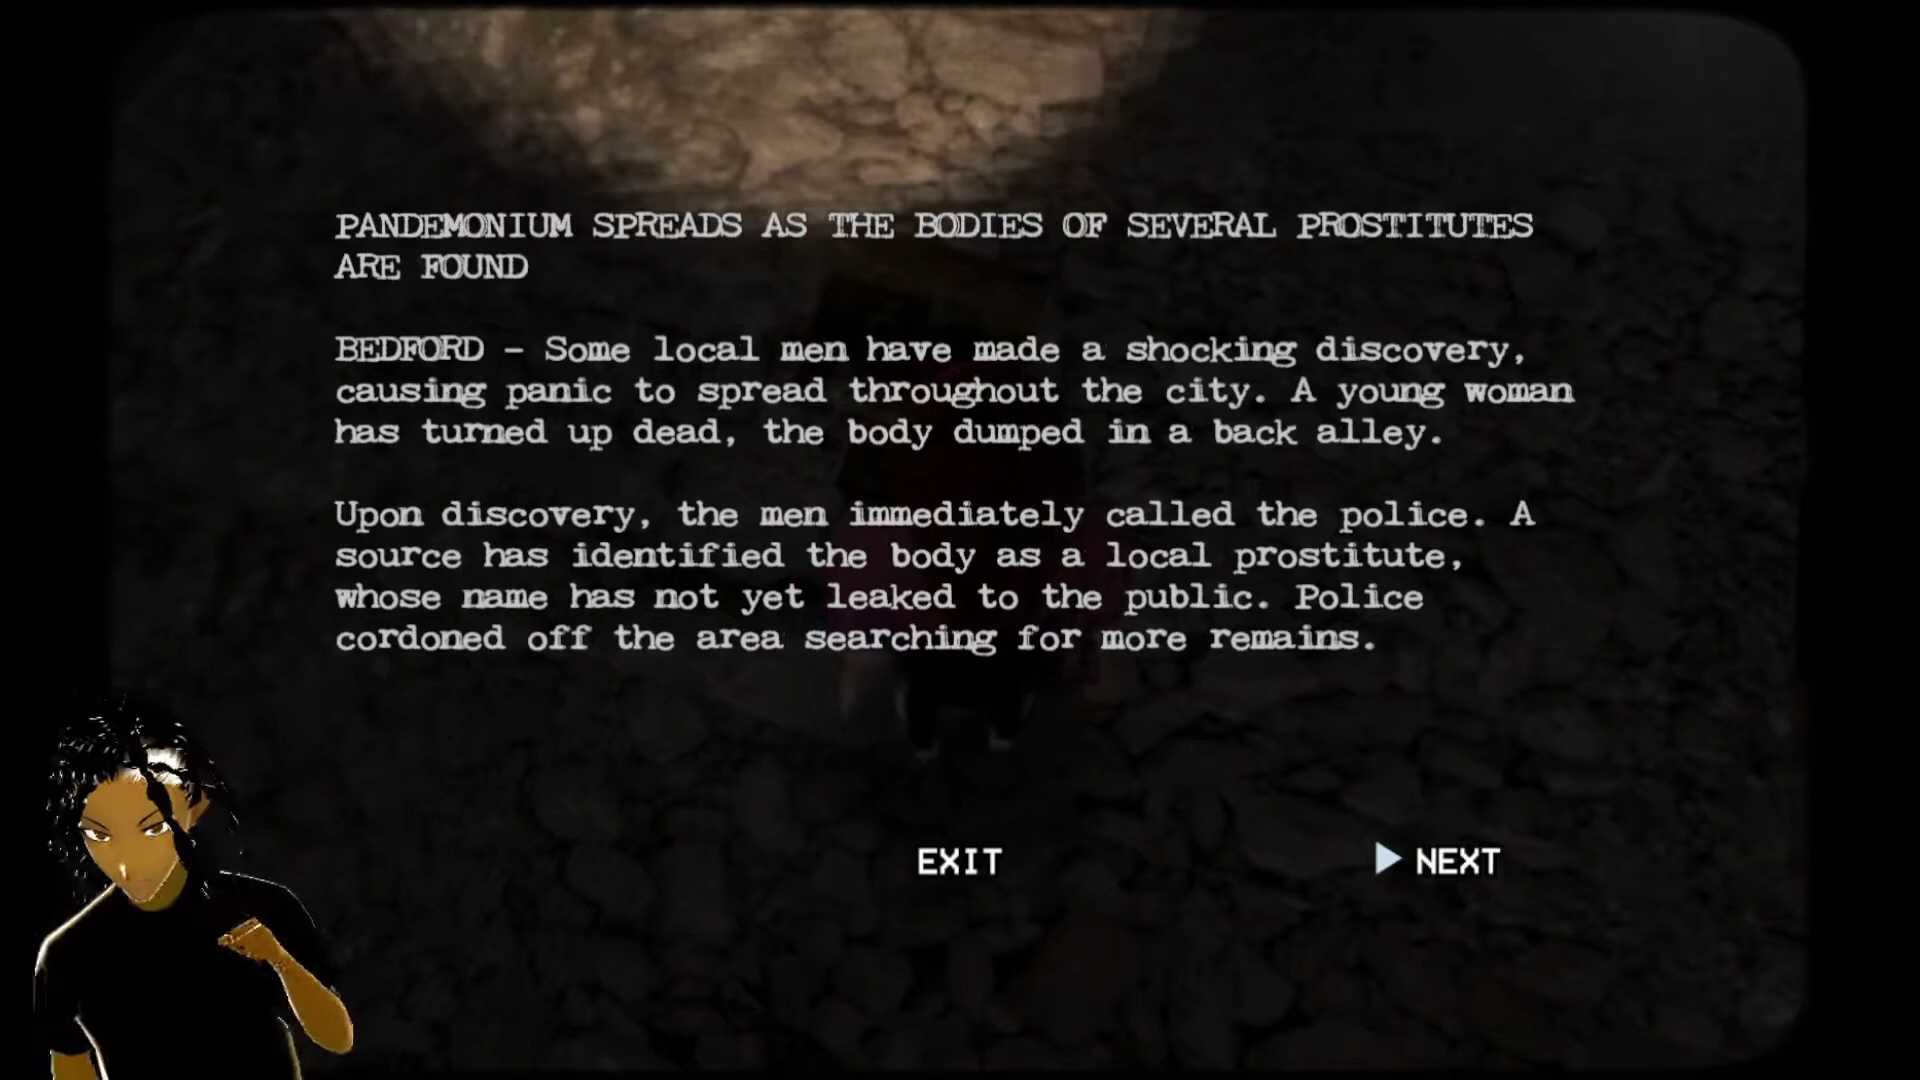 PANDEMONIUM SPREADS AS THE BODIES OF SEVERAL PROSTITUTES
ARE FOUND
BEDFORD - Some local men have made a shocking discovery,
causing panic to spread throughout the city. A young woman
has turned up dead, the body dumped in a back alley.
Upon discovery, the men immediately called the police. A
source has identified the body as a local prostitute,
whose name has not yet leaked to the public. Police
cordoned off the area searching for more remains.
EXIT
NEXT